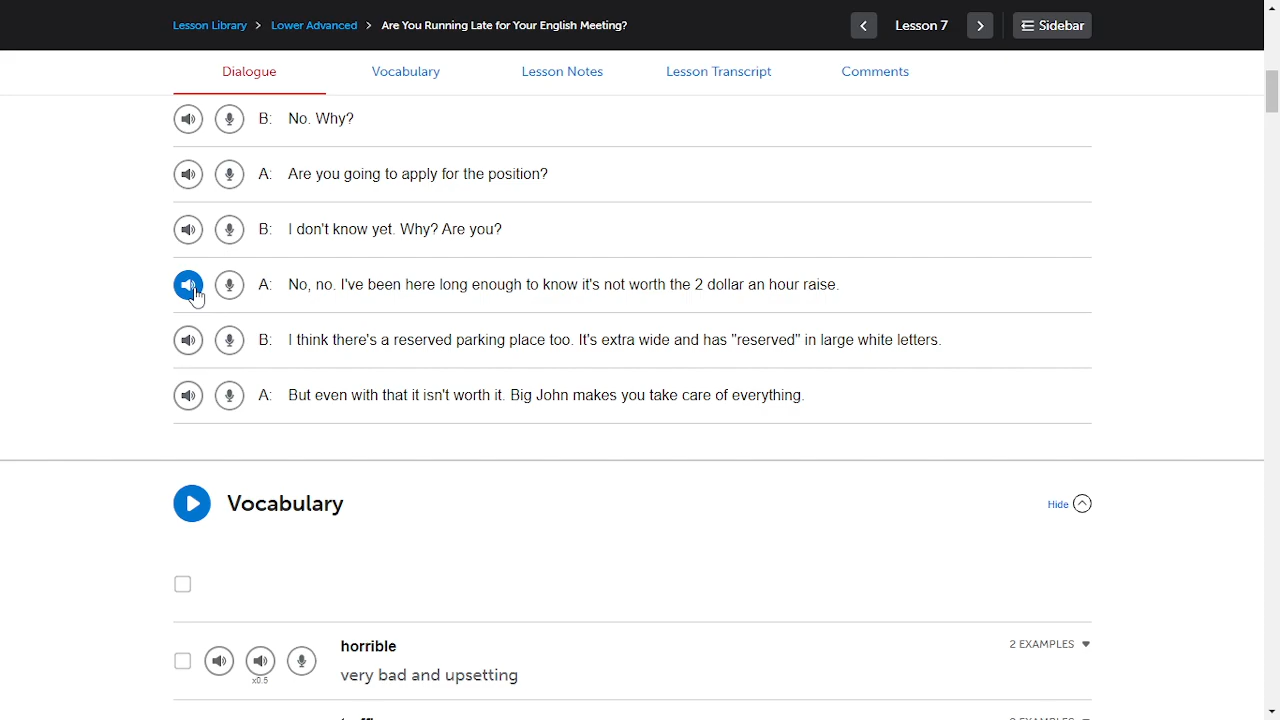 Lesson Library > Lower Advanced > Are You Running Late for Your English Meeting?
Lesson 7
Sidebar
Dialogue
Vocabulary
Lesson Notes
Lesson Transcript
Comments
B: No. Why?
A: Are you going to apply for the position?
B: I don't know yet. Why? Are you?
A: No, no. I've been here long enough to know it's not worth the 2 dollar an hour raise.
B: I think there's a reserved parking place too. It's extra wide and has "reserved" in large white letters.
A: But even with that it isn't worth it. Big John makes you take care of everything.
Vocabulary
Hide
horrible
2 EXAMPLES
x0.5
very bad and upsetting